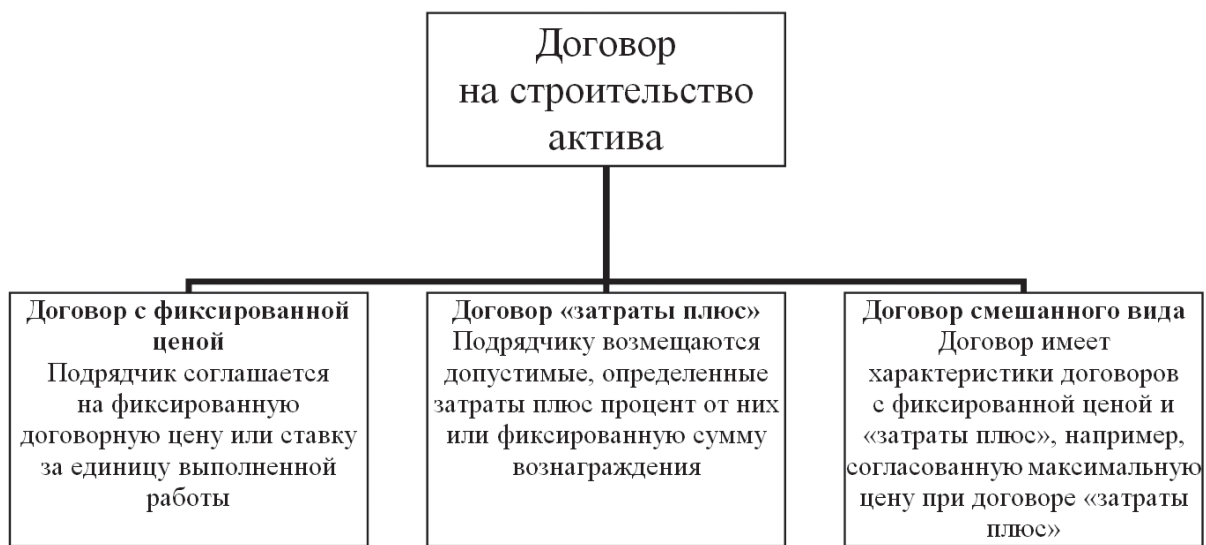 Договор
на строительство
актива
Договор с фиксированной
ценой
Подрядчик соглашается
на фиксированную
договорную цену или ставку
за единицу выполненной
работы
Договор «затраты плюс»
Подрядчику возмещаются
допустимые, определенные
затраты плюс процент от них
или фиксированную сумму
вознаграждения
Договор смешанного вида
Договор имеет
характеристики договоров
с фиксированной ценой и
«затраты плюс», например,
согласованную максимальную
цену при договоре «затраты
плюс»